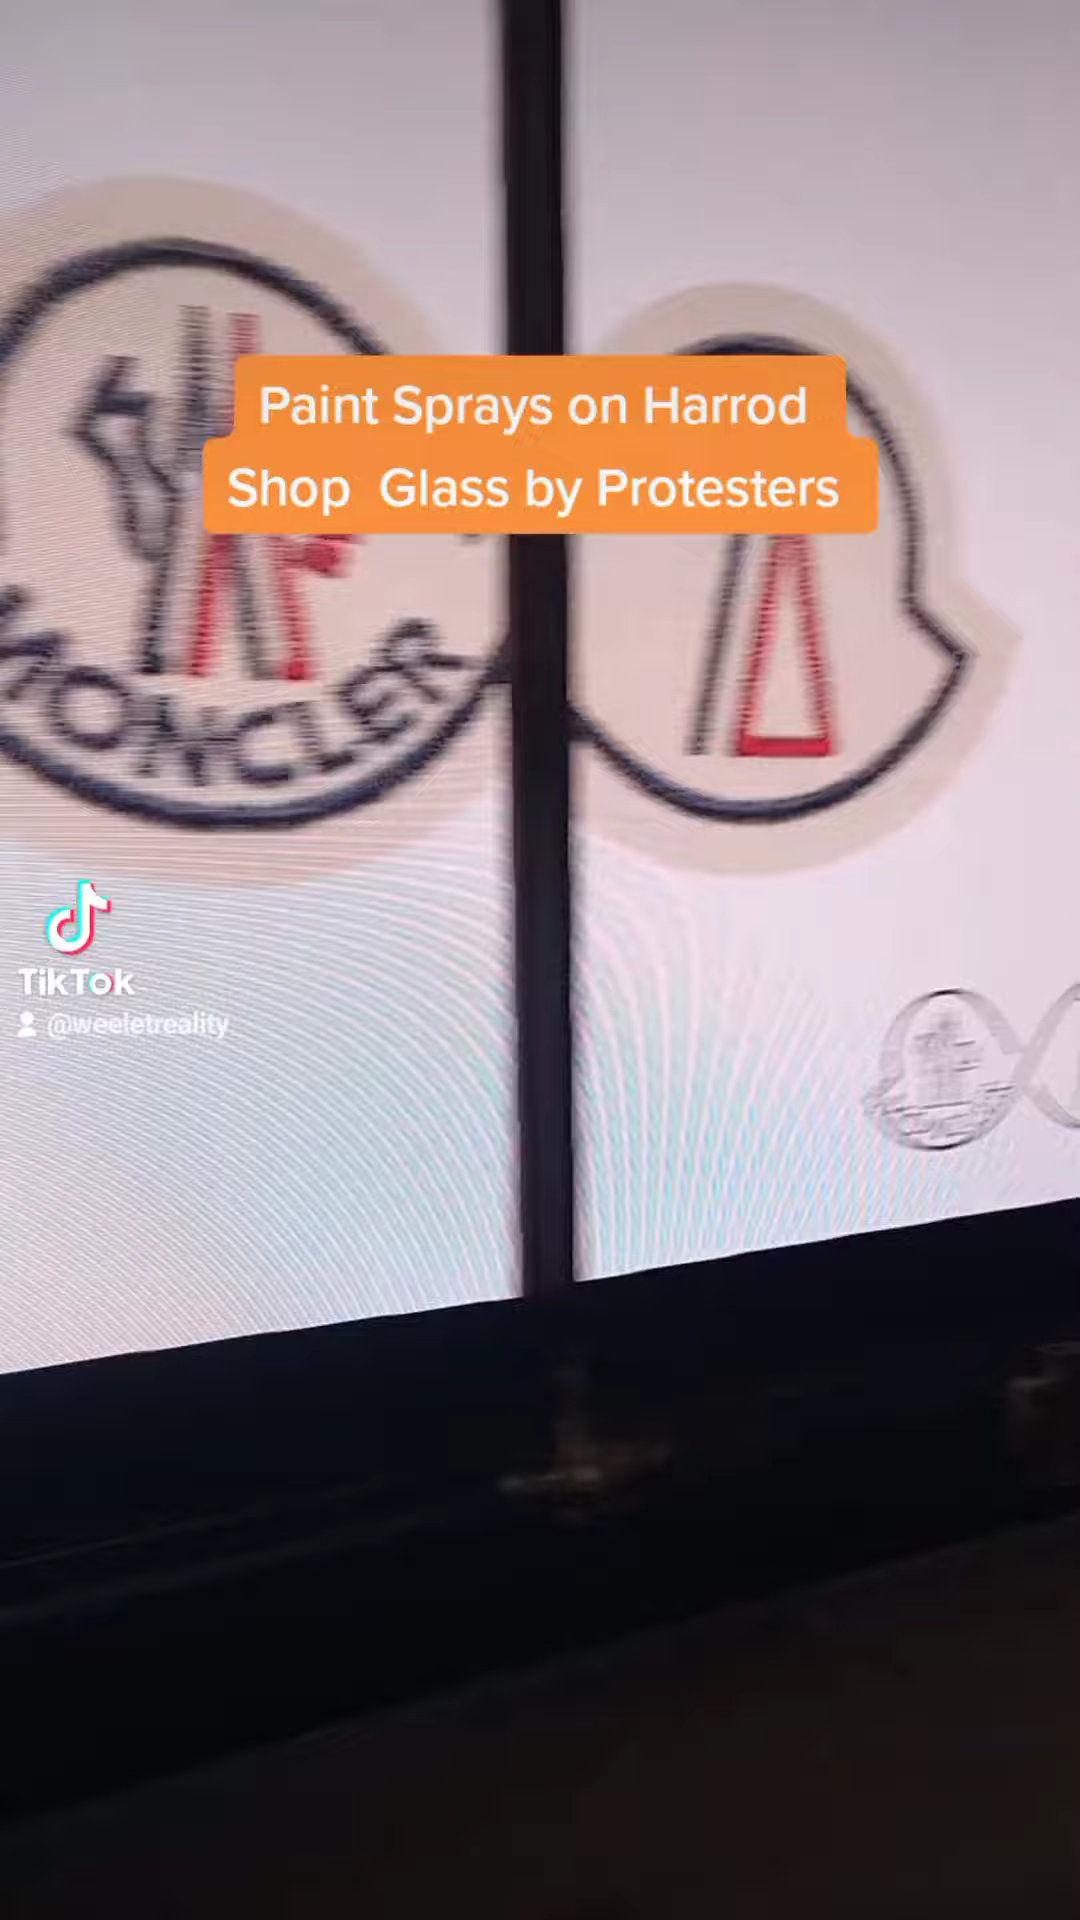 Paint Sprays on Harrod
Shop Glass by Protesters
MONCLER
TikTok
@weeletreality